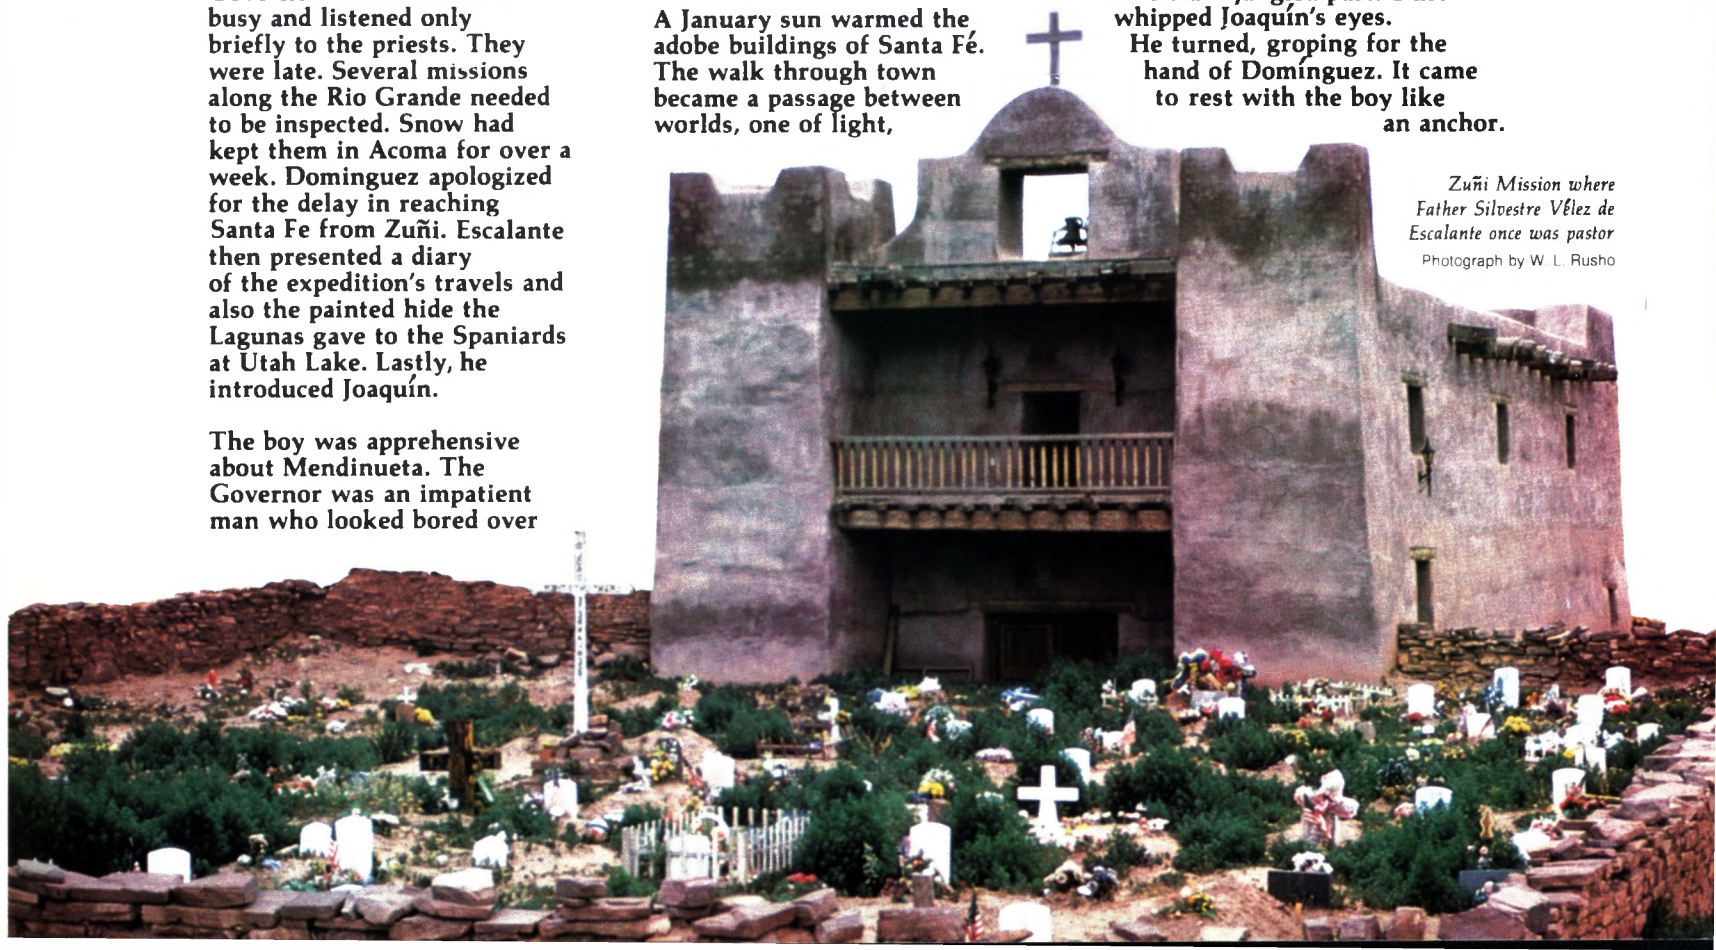 busy and listened only
briefly to the priests. They
were late. Several missions
along the Rio Grande needed
to be inspected. Snow had
kept them in Acoma for over a
week. Dominguez apologized
for the delay in reaching
Santa Fe from Zuñi. Escalante
then presented a diary
of the expedition's travels and
also the painted hide the
Lagunas gave to the Spaniards
at Utah Lake. Lastly, he
introduced Joaquín.
The boy was apprehensive
about Mendinueta. The
Governor was an impatient
man who looked bored over
A January sun warmed the
adobe buildings of Santa Fé.
The walk through town
became a passage between
worlds, one of light,
whipped Joaquín's eyes.
He turned, groping for the
hand of Domínguez. It came
to rest with the boy like
an anchor.
Zuñi Mission where
Father Silvestre Vélez de
Escalante once was pastor
Photograph by W. L. Rusho